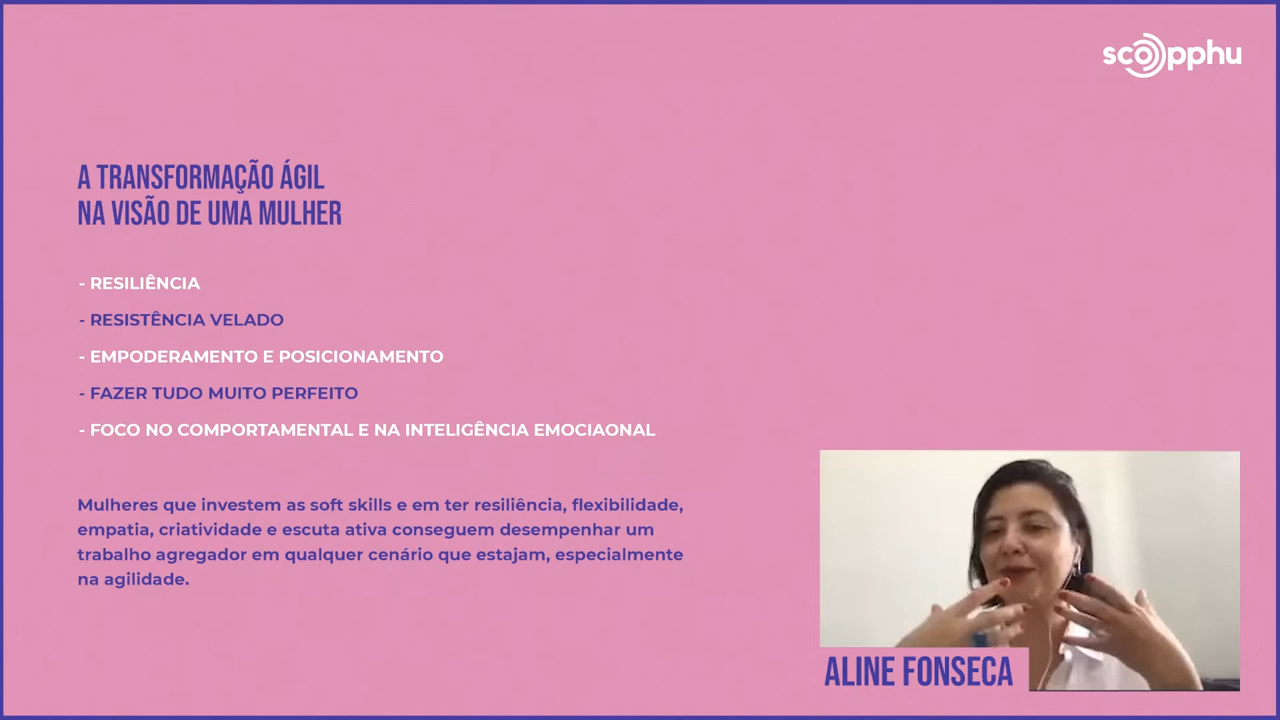 scoopphu
A TRANSFORMAÇÃO ÁGIL
NA VISÃO DE UMA MULHER
- RESILIÊNCIA
- RESISTÊNCIA VELADO
- EMPODERAMENTO E POSICIONAMENTO
- FAZER TUDO MUITO PERFEITO
- FOCO NO COMPORTAMENTAL E NA INTELIGÊNCIA EMOCIAONAL
Mulheres que investem as soft skills e em ter resiliência, flexibilidade,
empatia, criatividade e escuta ativa conseguem desempenhar um
trabalho agregador em qualquer cenário que estajam, especialmente
na agilidade.
ALINE FONSECA